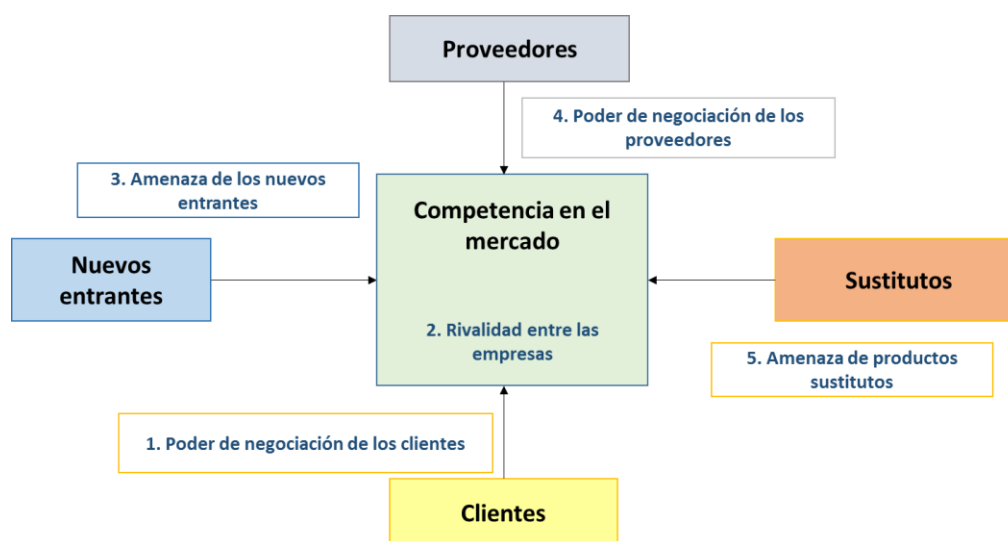 Proveedores
4. Poder de negociación de los
proveedores
3. Amenaza de los nuevos
entrantes
Competencia en el
mercado
Nuevos
entrantes
Sustitutos
2. Rivalidad entre las
empresas
5. Amenaza de productos
sustitutos
1. Poder de negociación de los clientes
Clientes